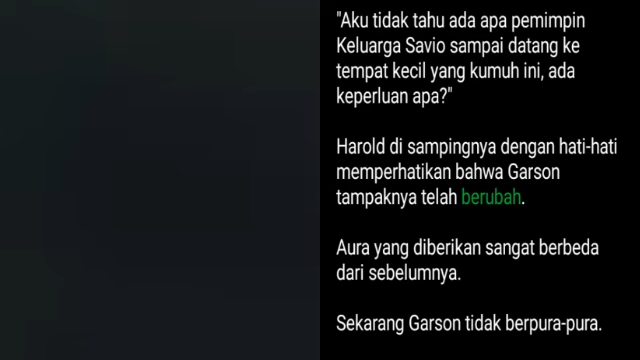 "Aku tidak tahu ada apa pemimpin
Keluarga Savio sampai datang ke
tempat kecil yang kumuh ini, ada
keperluan apa?"
Harold di sampingnya dengan hati-hati
memperhatikan bahwa Garson
tampaknya telah berubah.
Aura yang diberikan sangat berbeda
dari sebelumnya.
Sekarang Garson tidak berpura-pura.